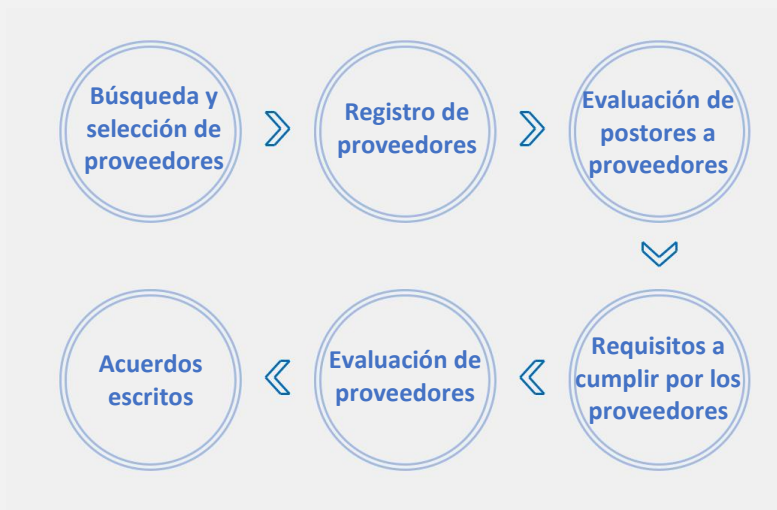 Búsqueda y
selección de
proveedores
Registro de
proveedores
Evaluación de
postores a
proveedores
Requisitos a
cumplir por los
proveedores
Evaluación de
proveedores
Acuerdos
escritos